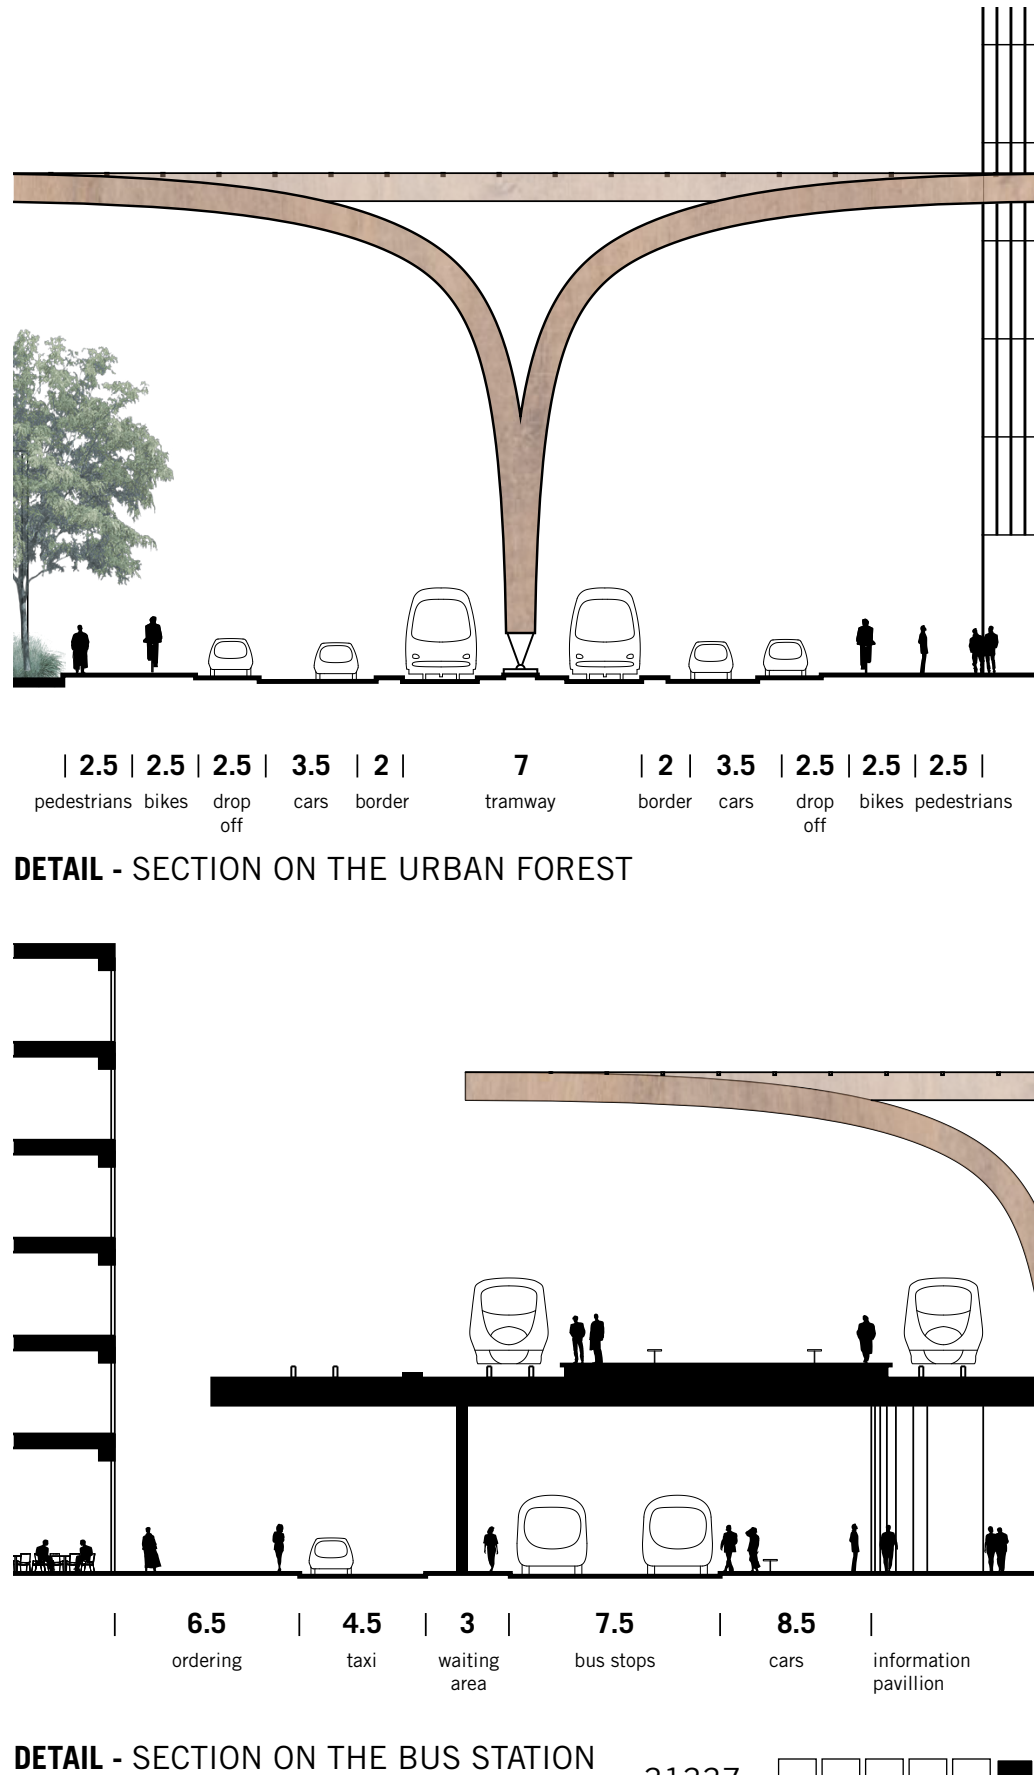 | 2.5 | 2.5 | 2.5 | 3.5 | 2 | 7 | 2 | 3.5 | 2.5 | 2.5 | 2.5 |
pedestrians bikes drop cars border tramway border cars drop bikes pedestrians
off off
DETAIL - SECTION ON THE URBAN FOREST
| 6.5 | 4.5 | 3 | 7.5 | 8.5 |
ordering taxi waiting bus stops cars information
area pavillion
DETAIL - SECTION ON THE BUS STATION